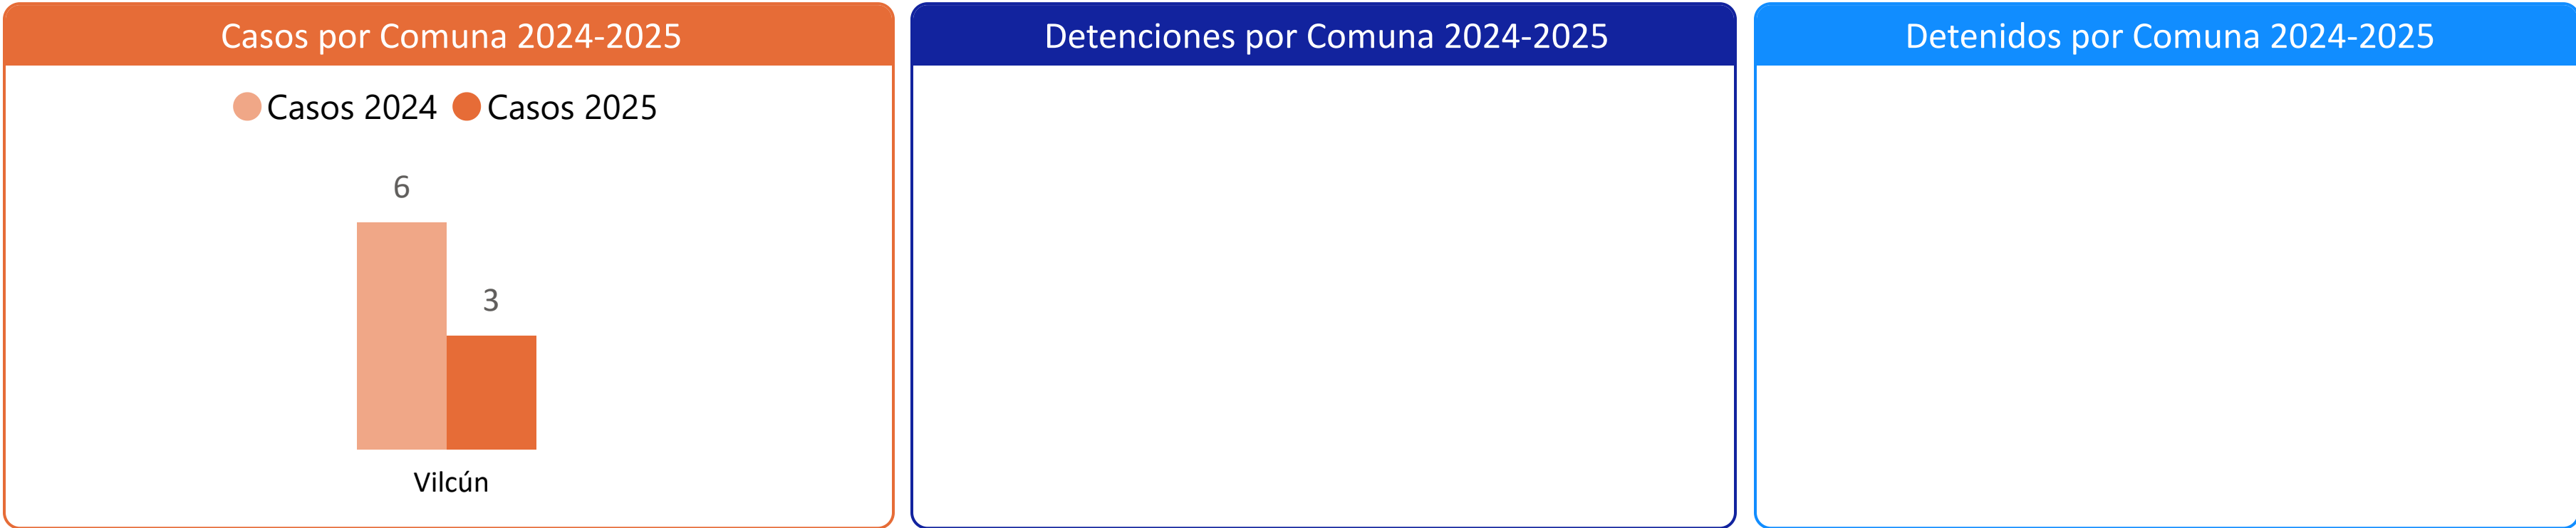 Casos por Comuna 2024-2025
Casos 2024 Casos 2025
6
3
Vilcún
Detenciones por Comuna 2024-2025
Detenidos por Comuna 2024-2025